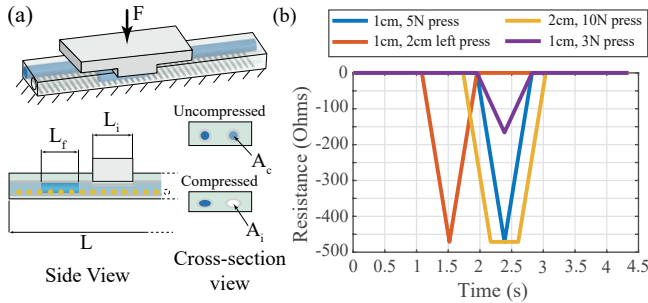 (a)
F
Uncompressed
L_i
L_f
A_c
Compressed
A_i
L
Side View
Cross-section
view
(b)
1cm, 5N press
2cm, 10N press
1cm, 2cm left press
1cm, 3N press
Resistance (Ohms)
0
-100
-200
-300
-400
-500
0 0.5 1 1.5 2 2.5 3 3.5 4 4.5
Time (s)